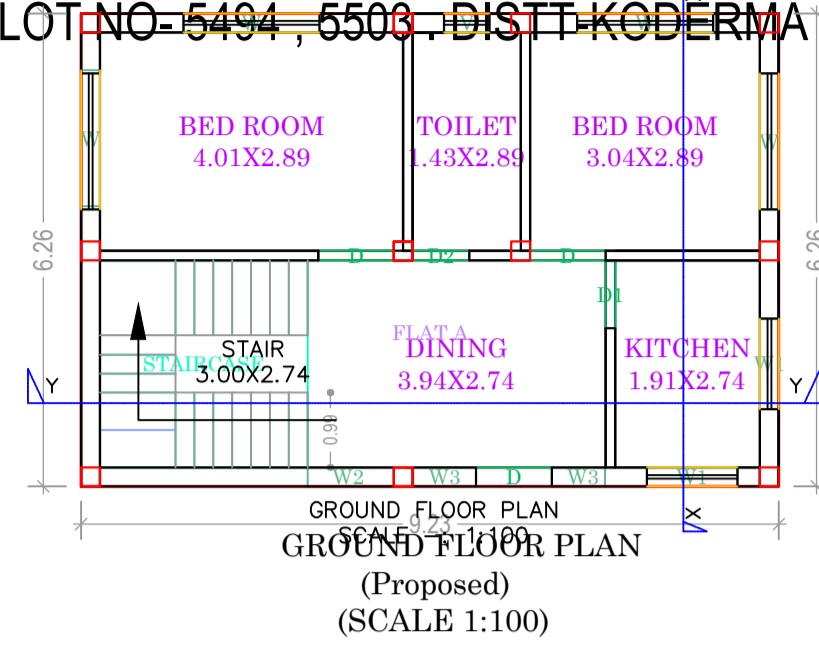 LOT NO- 5494 , 5503 . DISTT-KODERMA
W
BED ROOM
4.01X2.89
TOILET
1.43X2.89
BED ROOM
3.04X2.89
W
W
6.26
6.26
D
D2
D
D1
FLAT A
STAIRCASE
STAIR
3.00X2.74
DINING
3.94X2.74
KITCHEN
1.91X2.74
Y
Y
0.99
W2
W3
D
W3
W1
X
GROUND FLOOR PLAN
9.23
SCALE -: 1:100
GROUND FLOOR PLAN
(Proposed)
(SCALE 1:100)